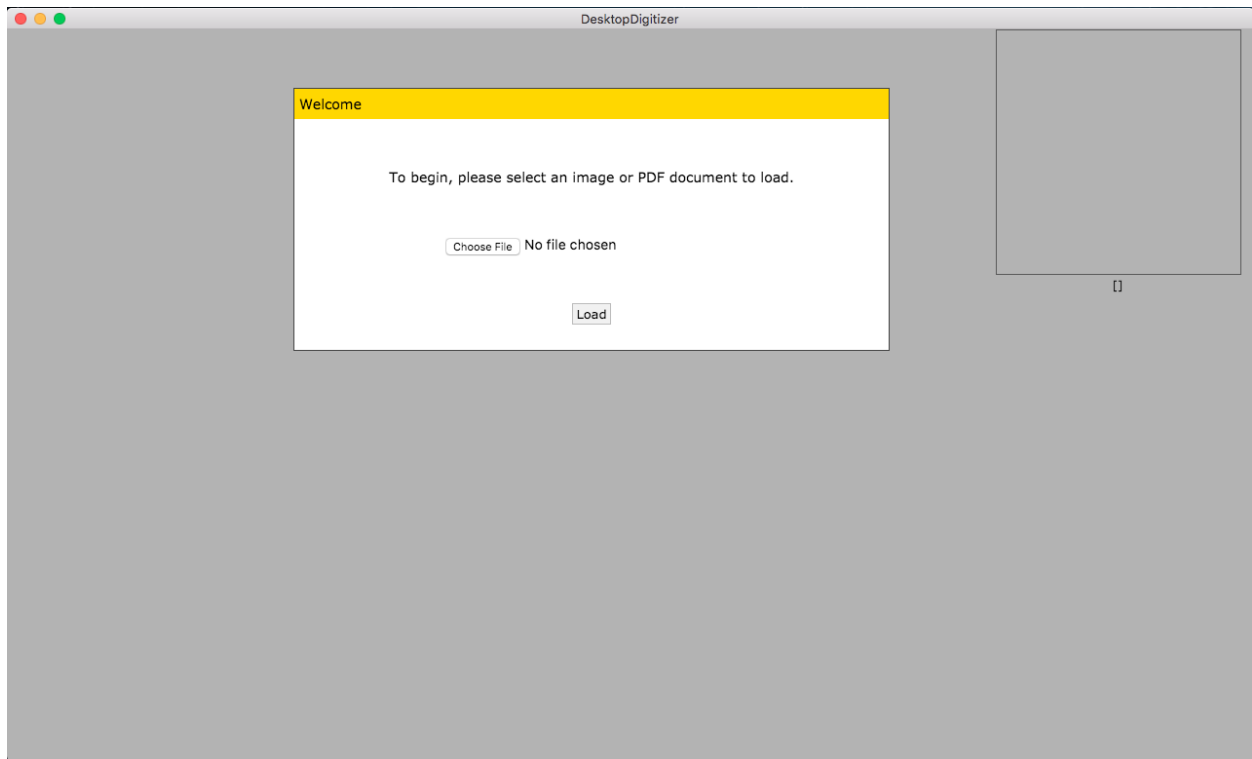 DesktopDigitizer
Welcome
To begin, please select an image or PDF document to load.
Choose File No file chosen
[]
Load